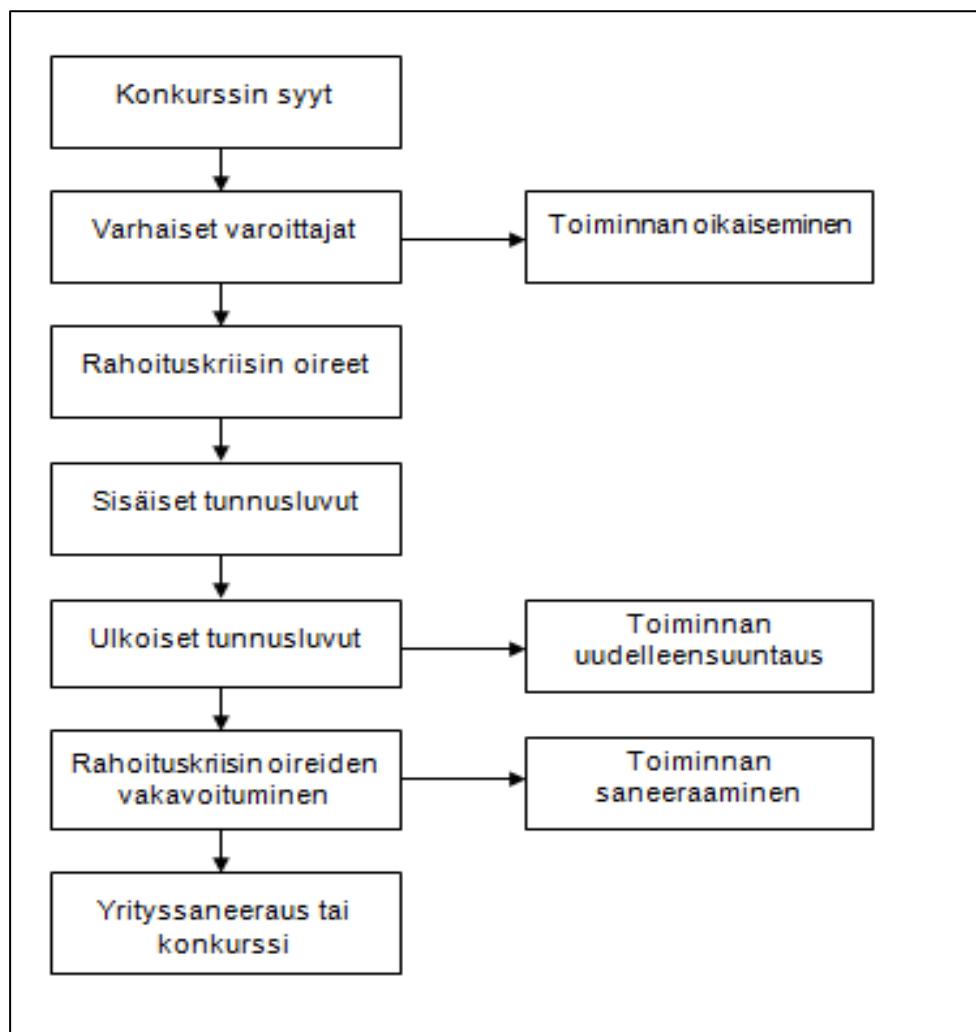 Konkurssin syyt
Varhaiset varoittajat
Toiminnan oikaiseminen
Rahoituskriisin oireet
Sisäiset tunnusluvut
Ulkoiset tunnusluvut
Toiminnan
uudelleensuuntaus
Rahoituskriisin oireiden
vakavoituminen
Toiminnan
saneeraaminen
Yrityssaneeraus tai
konkurssi